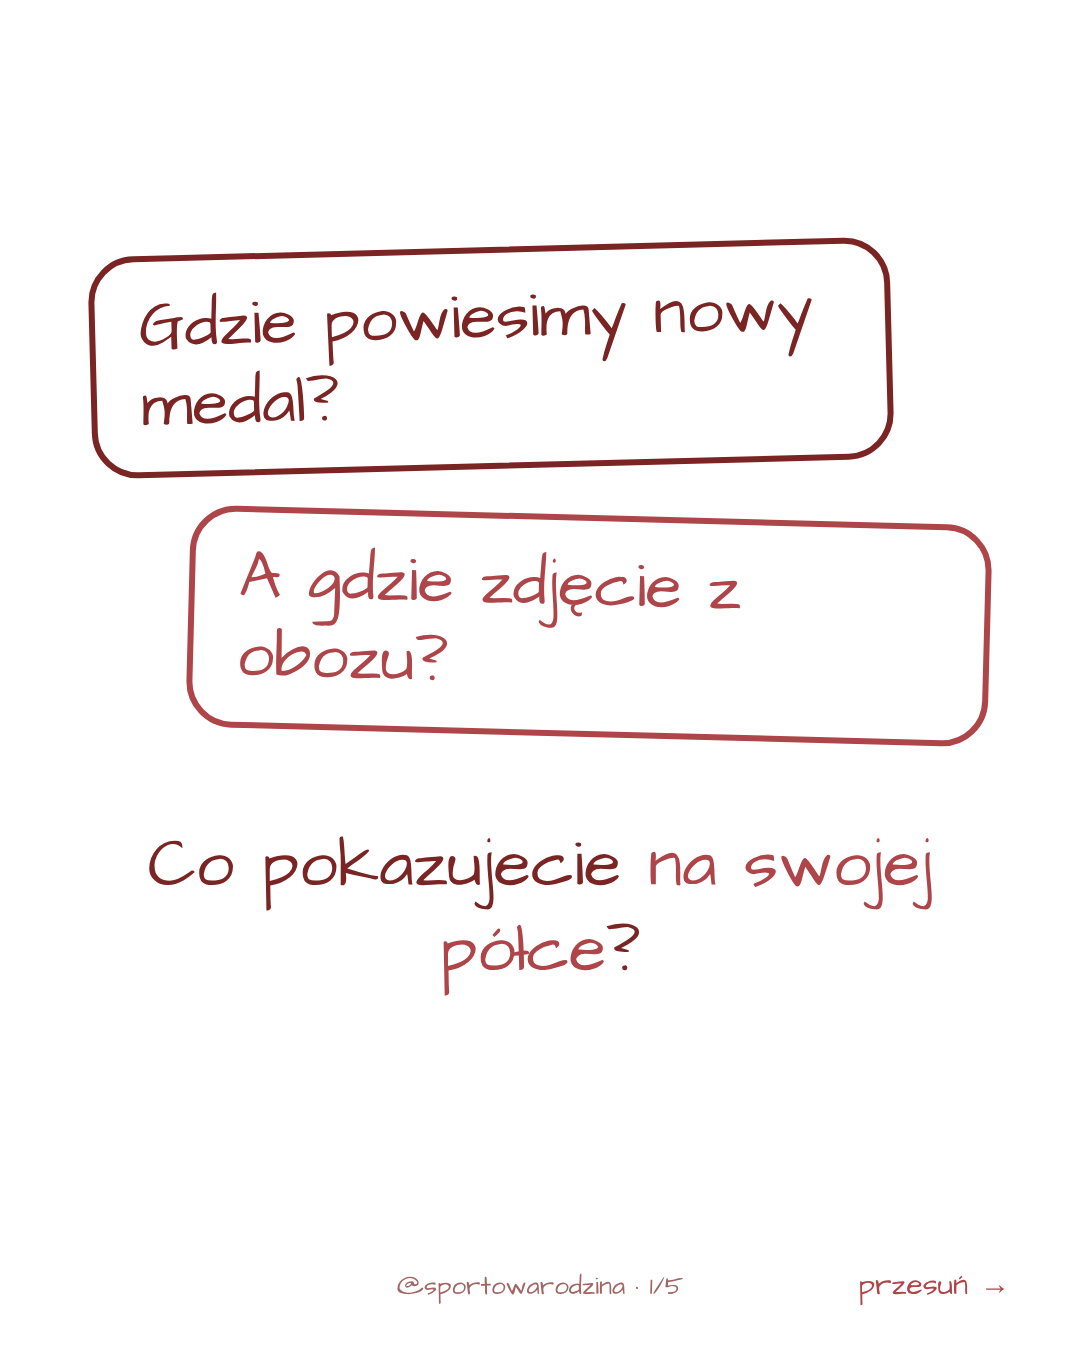 Gdzie powiesimy nowy
medal?
A gdzie zdjęcie z
obozu?
Co pokazujecie na swojej
półce?
@sportowarodzina · 1/5
przesuń →